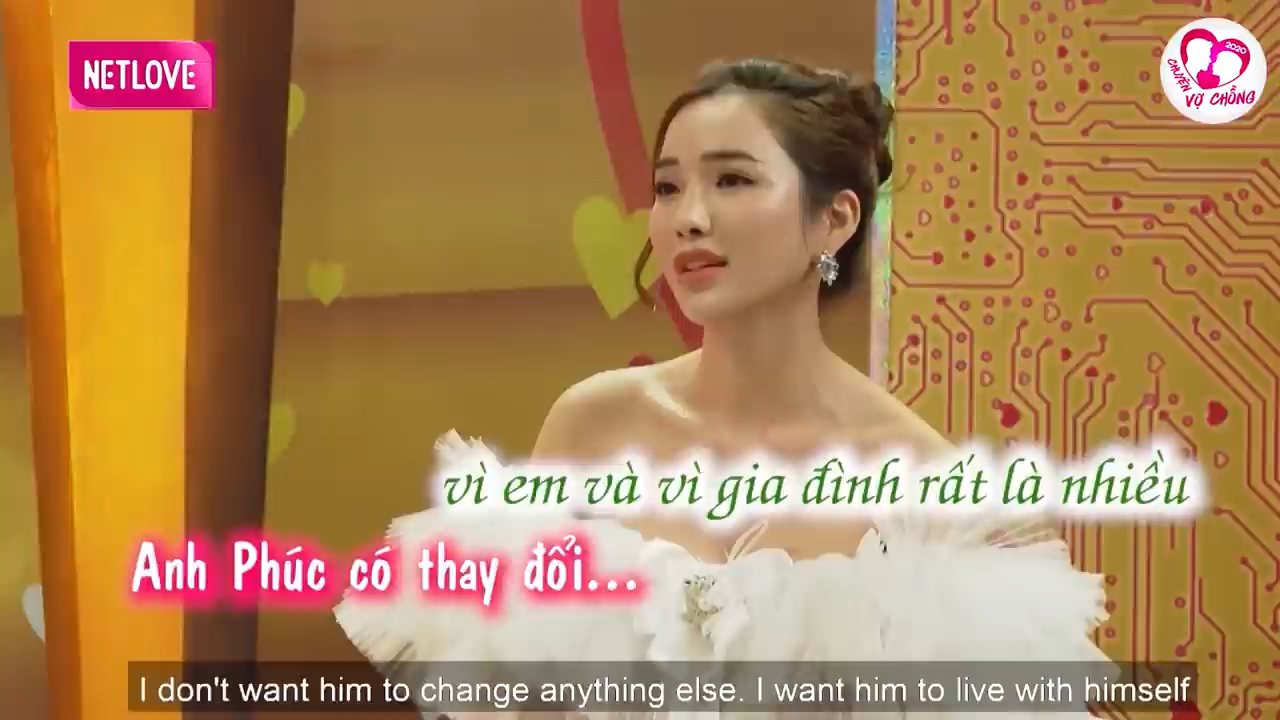 NETLOVE
2020
CHUYỆN
VỢ CHỒNG
vì em và vì gia đình rất là nhiều
Anh Phúc có thay đổi...
I don't want him to change anything else. I want him to live with himself